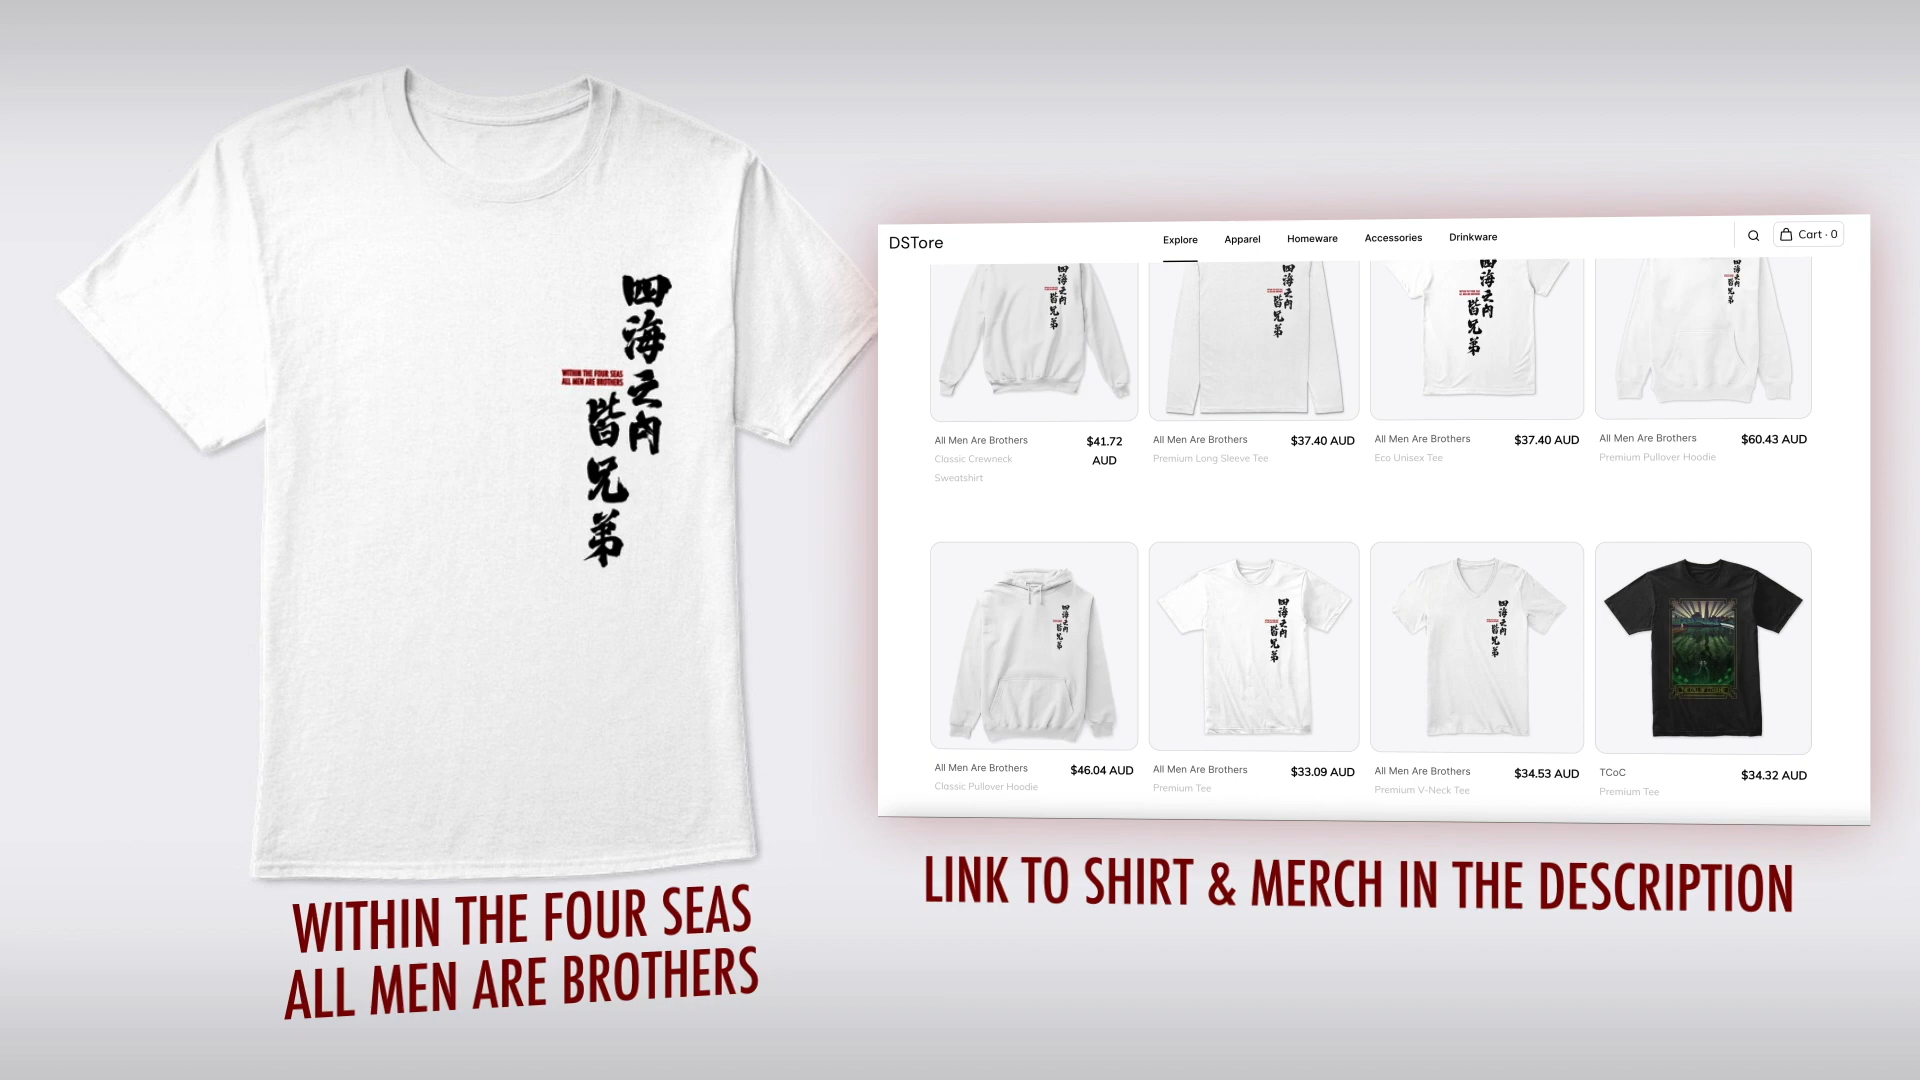 四海之内
皆兄弟
WITHIN THE FOUR SEAS
ALL MEN ARE BROTHERS
WITHIN THE FOUR SEAS
ALL MEN ARE BROTHERS
DSTore
Explore Apparel Homeware Accessories Drinkware
Cart · 0
All Men Are Brothers $41.72
Classic Crewneck AUD
Sweatshirt
All Men Are Brothers $37.40 AUD
Premium Long Sleeve Tee
All Men Are Brothers $37.40 AUD
Eco Unisex Tee
All Men Are Brothers $60.43 AUD
Premium Pullover Hoodie
All Men Are Brothers $46.04 AUD
Classic Pullover Hoodie
All Men Are Brothers $33.09 AUD
Premium Tee
All Men Are Brothers $34.53 AUD
Premium V-Neck Tee
TCoC $34.32 AUD
Premium Tee
LINK TO SHIRT & MERCH IN THE DESCRIPTION